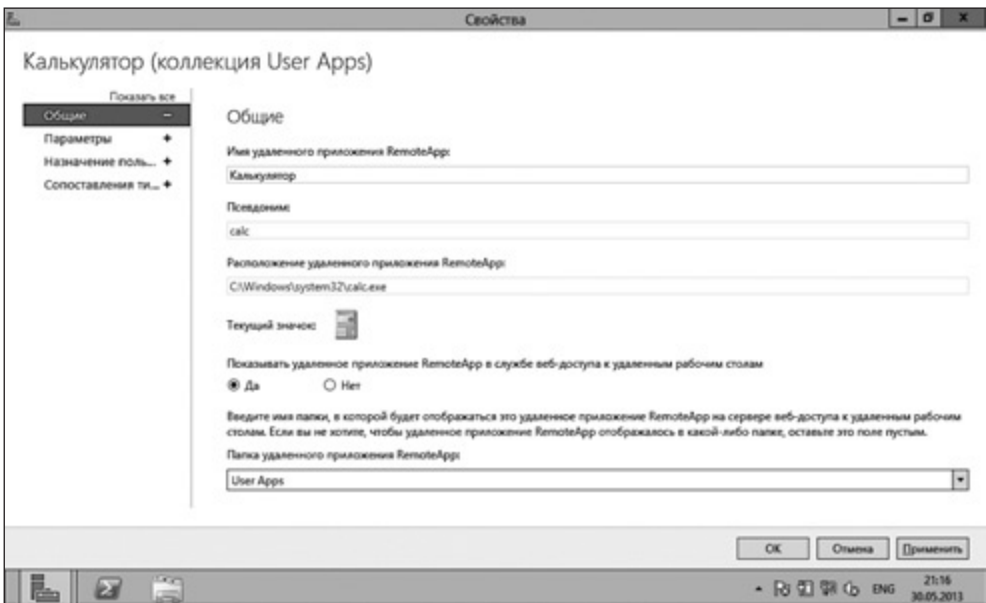 Свойства
Калькулятор (коллекция User Apps)
Показать все
Общие
Параметры
Назначение поль...
Сопоставления ти...
Общие
Имя удаленного приложения RemoteApp:
Калькулятор
Псевдоним:
calc
Расположение удаленного приложения RemoteApp:
C:\Windows\system32\calc.exe
Текущий значок:
Показывать удаленное приложение RemoteApp в службе веб-доступа к удаленным рабочим столам
Да
Нет
Введите имя папки, в которой будет отображаться это удаленное приложение RemoteApp на сервере веб-доступа к удаленным рабочим
столам. Если вы не хотите, чтобы удаленное приложение RemoteApp отображалось в какой-либо папке, оставьте это поле пустым.
Папка удаленного приложения RemoteApp:
User Apps
OK
Отмена
Применить
ENG
21:16
30.05.2013